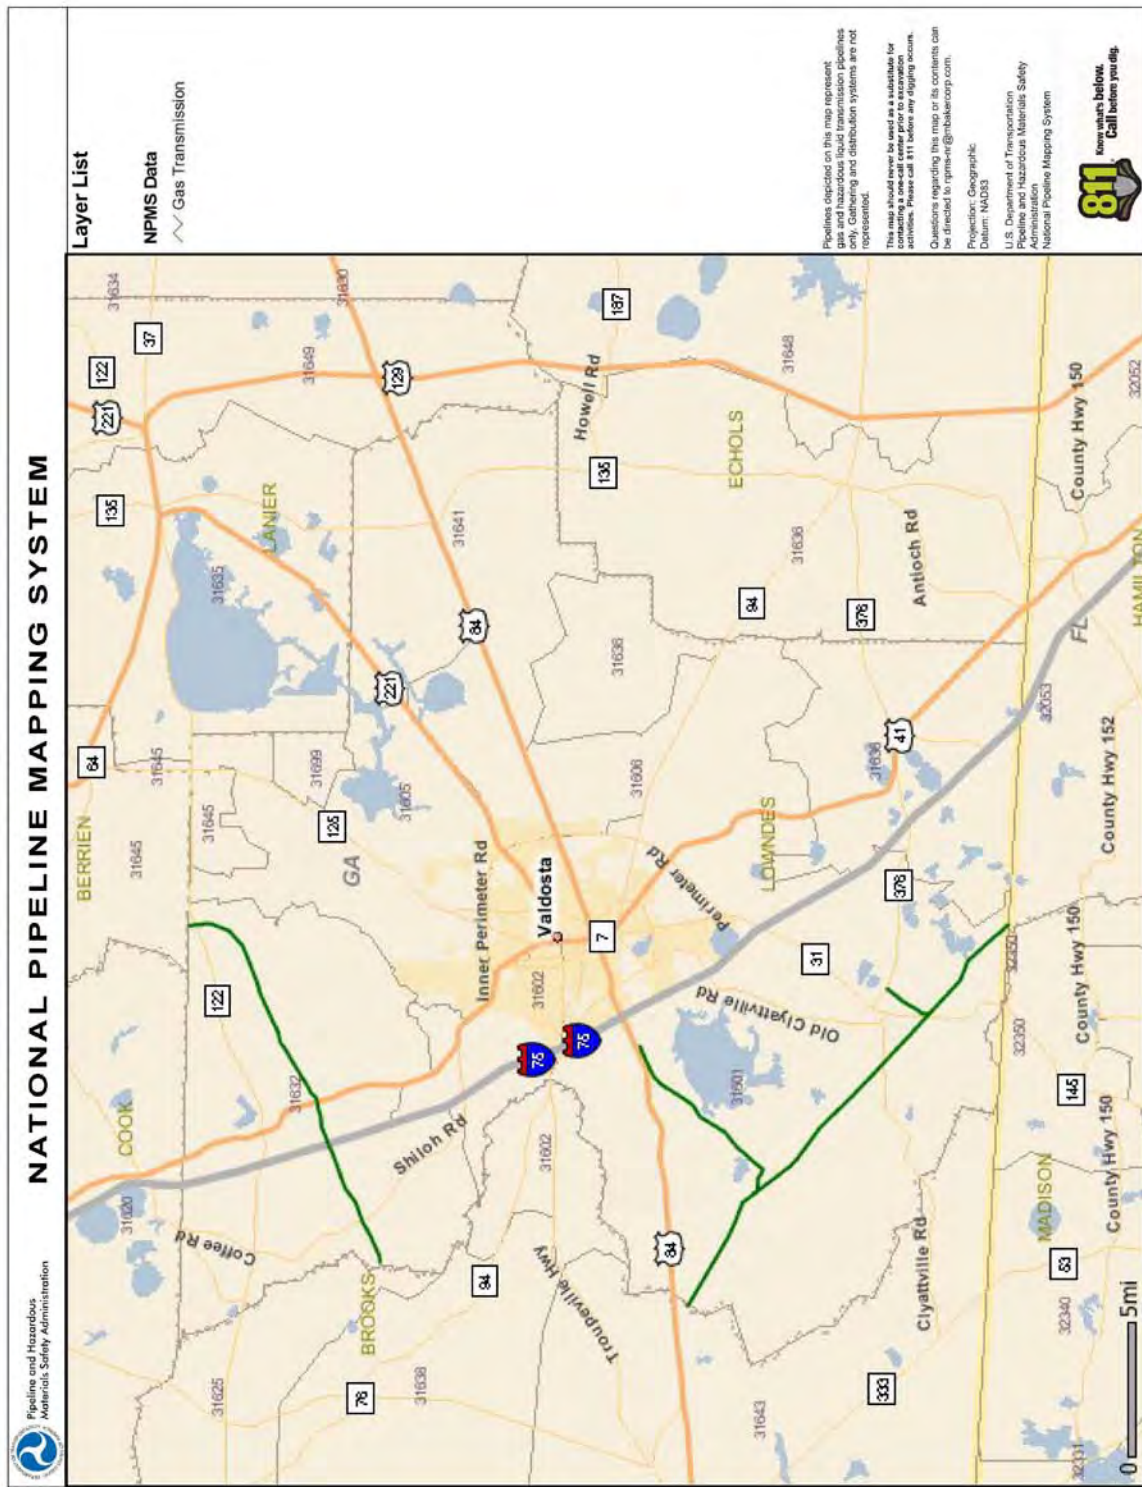 Pipeline and Hazardous
Materials Safety Administration
NATIONAL PIPELINE MAPPING SYSTEM
Layer List
NPMS Data
Gas Transmission
Pipelines depicted on this map represent
gas and hazardous liquid transmission pipelines
only. Gathering and distribution systems are not
represented.
This map should never be used as a substitute for
contacting a one-call center prior to excavation
activities. Please call 811 before any digging occurs.
Questions regarding this map or its contents can
be directed to npms-nr@mbakercorp.com.
Projection: Geographic
Datum: NAD83
U.S. Department of Transportation
Pipeline and Hazardous Materials Safety
Administration
National Pipeline Mapping System
811
Know what's below.
Call before you dig.
31620
COOK
BERRIEN
31645
64
31645
135
221
122
37
31634
Coffee Rd
31625
122
31632
31645
31699
125
GA
31635
LANIER
31649
31630
BROOKS
76
31638
94
Shiloh Rd
Inner Perimeter Rd
31605
221
84
31641
129
Troupeville Hwy
31602
75
75
31602
Valdosta
7
31606
31636
135
Howell Rd
187
84
31601
Old Clyattville Rd
Perimeter Rd
LOWNDES
94
31636
ECHOLS
31648
31643
333
Clyattville Rd
31
376
31636
41
376
Antioch Rd
MADISON
53
32340
32331
145
32350
32350
County Hwy 150
County Hwy 150
County Hwy 152
32053
FL
HAMILTON
County Hwy 150
32052
0
5mi